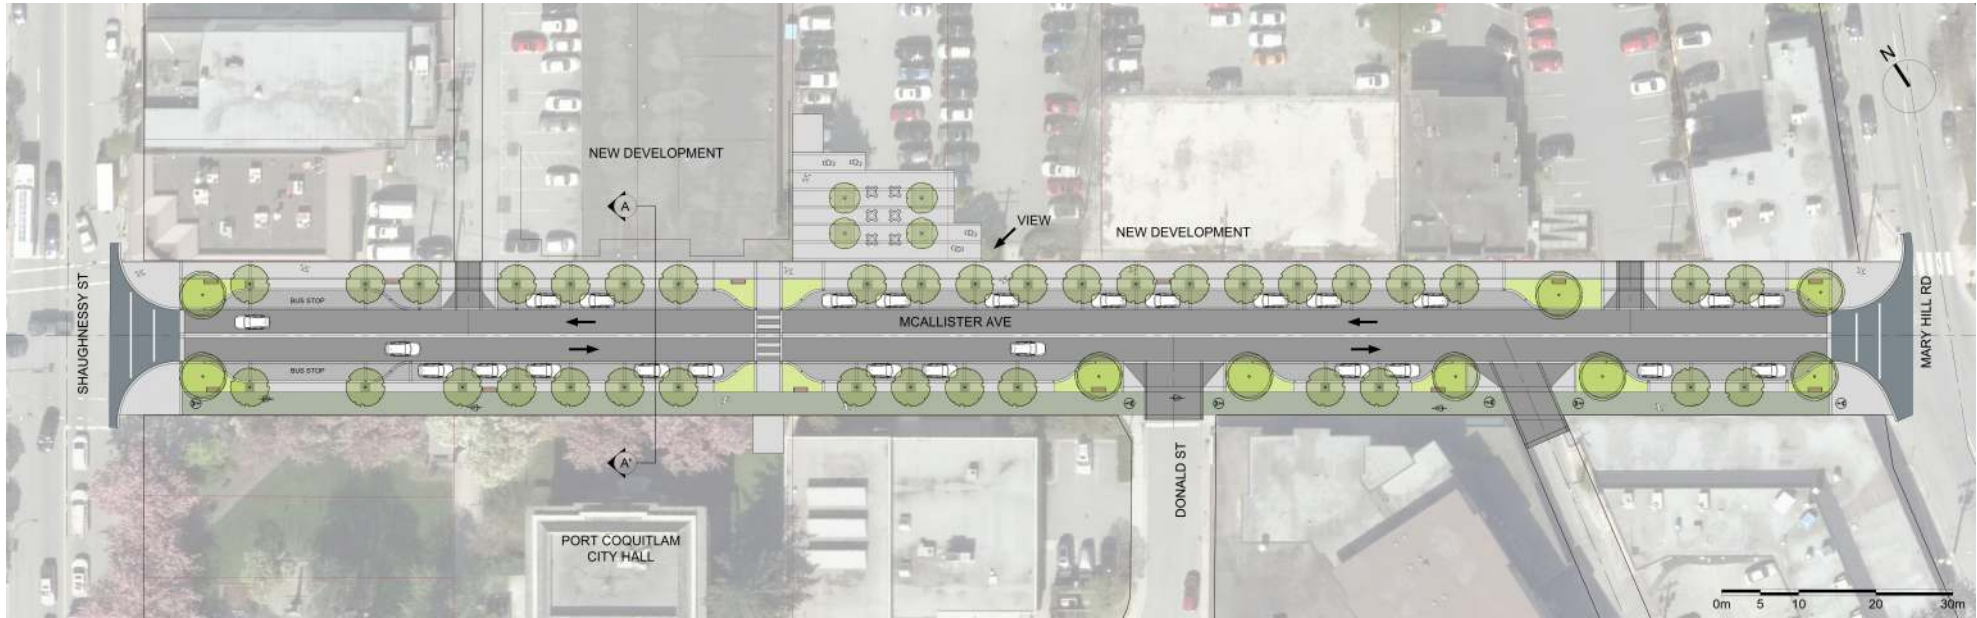 N
NEW DEVELOPMENT
A
VIEW
NEW DEVELOPMENT
SHAUGHNESSY ST
BUS STOP
MCALLISTER AVE
MARY HILL RD
BUS STOP
A'
DONALD ST
PORT COQUITLAM
CITY HALL
0m 5 10 20 30m